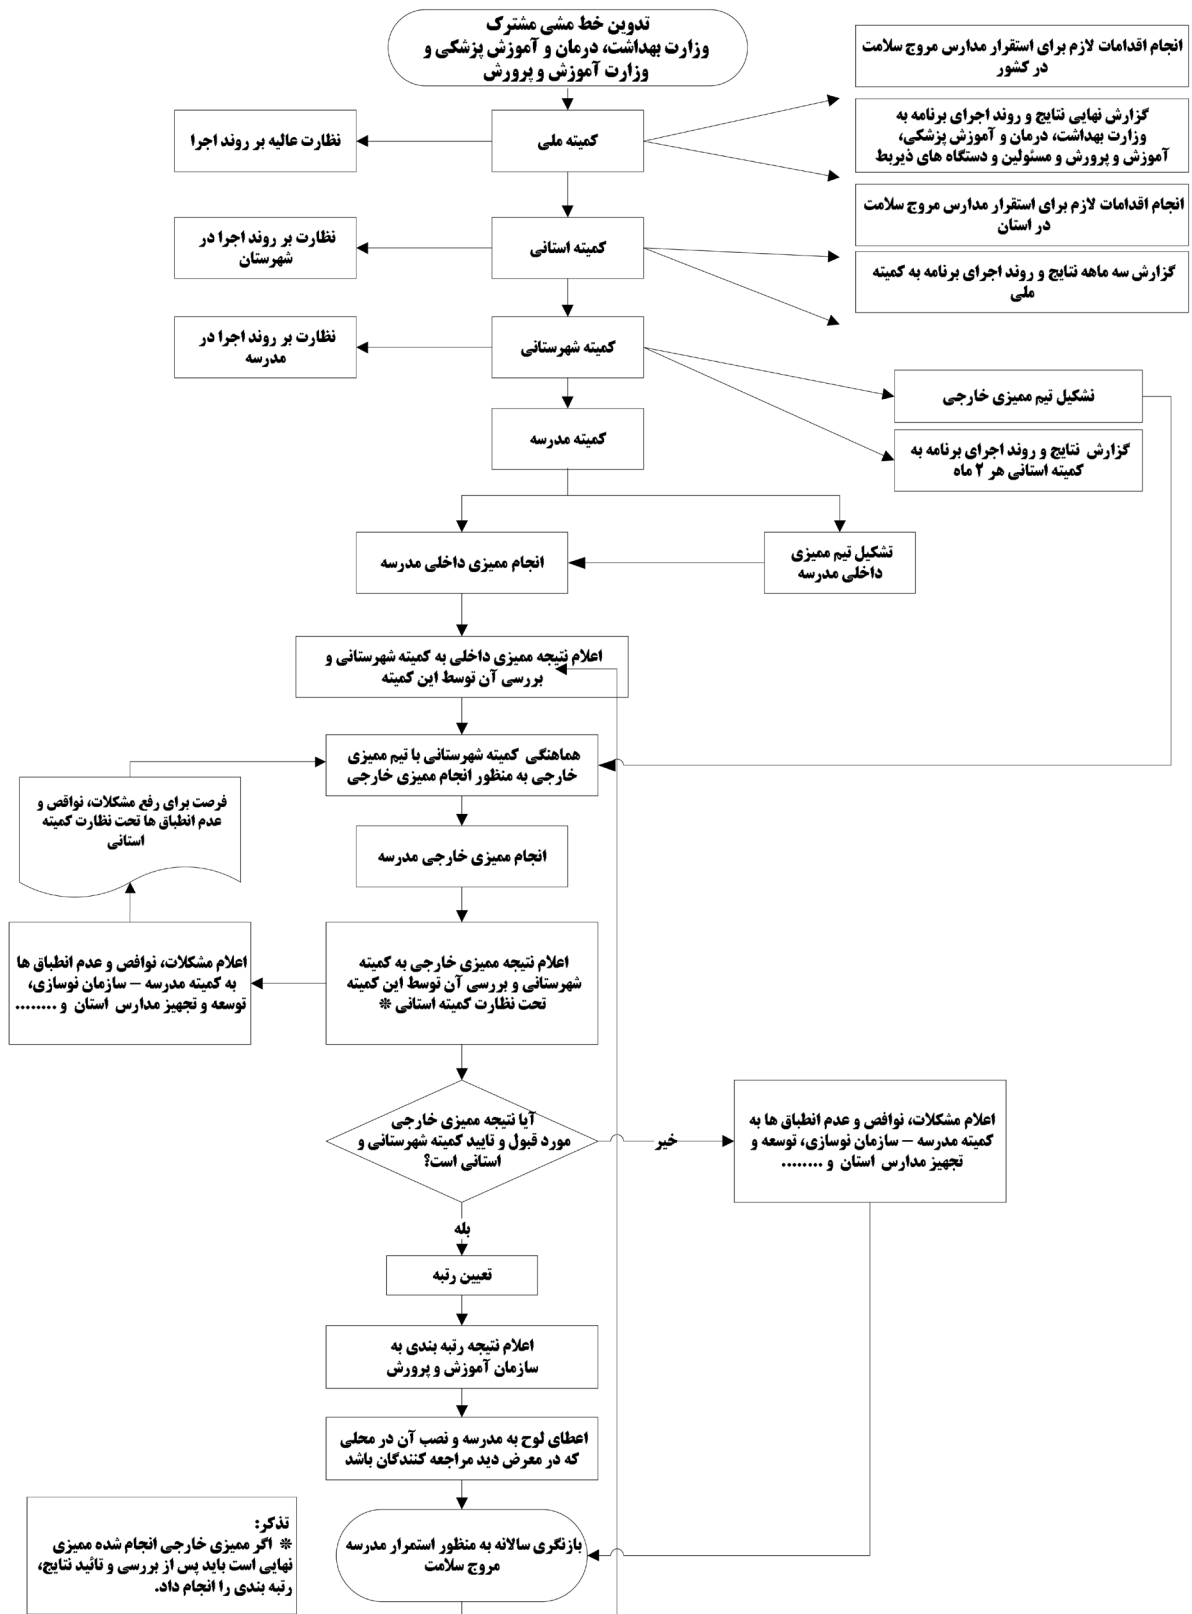 تدوین خط مشی مشترک
وزارت بهداشت، درمان و آموزش پزشکی و
وزارت آموزش و پرورش
انجام اقدامات لازم برای استقرار مدارس مروج سلامت
در کشور
گزارش نهایی نتایج و روند اجرای برنامه به
وزارت بهداشت، درمان و آموزش پزشکی،
آموزش و پرورش و مسئولین و دستگاه های ذیربط
کمیته ملی
نظارت عالیه بر روند اجرا
انجام اقدامات لازم برای استقرار مدارس مروج سلامت
در استان
گزارش سه ماهه نتایج و روند اجرای برنامه به کمیته
ملی
کمیته استانی
نظارت بر روند اجرا در
شهرستان
کمیته شهرستانی
نظارت بر روند اجرا در
مدرسه
تشکیل تیم ممیزی خارجی
گزارش نتایج و روند اجرای برنامه به
کمیته استانی هر ۲ ماه
کمیته مدرسه
تشکیل تیم ممیزی
داخلی مدرسه
انجام ممیزی داخلی مدرسه
اعلام نتیجه ممیزی داخلی به کمیته شهرستانی و
بررسی آن توسط این کمیته
هماهنگی کمیته شهرستانی با تیم ممیزی
خارجی به منظور انجام ممیزی خارجی
فرصت برای رفع مشکلات، نواقص و
عدم انطباق ها تحت نظارت کمیته
استانی
انجام ممیزی خارجی مدرسه
اعلام نتیجه ممیزی خارجی به کمیته
شهرستانی و بررسی آن توسط این کمیته
تحت نظارت کمیته استانی *
اعلام مشکلات، نواقص و عدم انطباق ها
به کمیته مدرسه – سازمان نوسازی،
توسعه و تجهیز مدارس استان و ........
آیا نتیجه ممیزی خارجی
مورد قبول و تایید کمیته شهرستانی و
استانی است؟
خیر
اعلام مشکلات، نواقص و عدم انطباق ها به
کمیته مدرسه – سازمان نوسازی، توسعه و
تجهیز مدارس استان و ........
بله
تعیین رتبه
اعلام نتیجه رتبه بندی به
سازمان آموزش و پرورش
اعطای لوح به مدرسه و نصب آن در محلی
که در معرض دید مراجعه کنندگان باشد
بازنگری سالانه به منظور استمرار مدرسه
مروج سلامت
تذکر:
* اگر ممیزی خارجی انجام شده ممیزی
نهایی است باید پس از بررسی و تائید نتایج،
رتبه بندی را انجام داد.